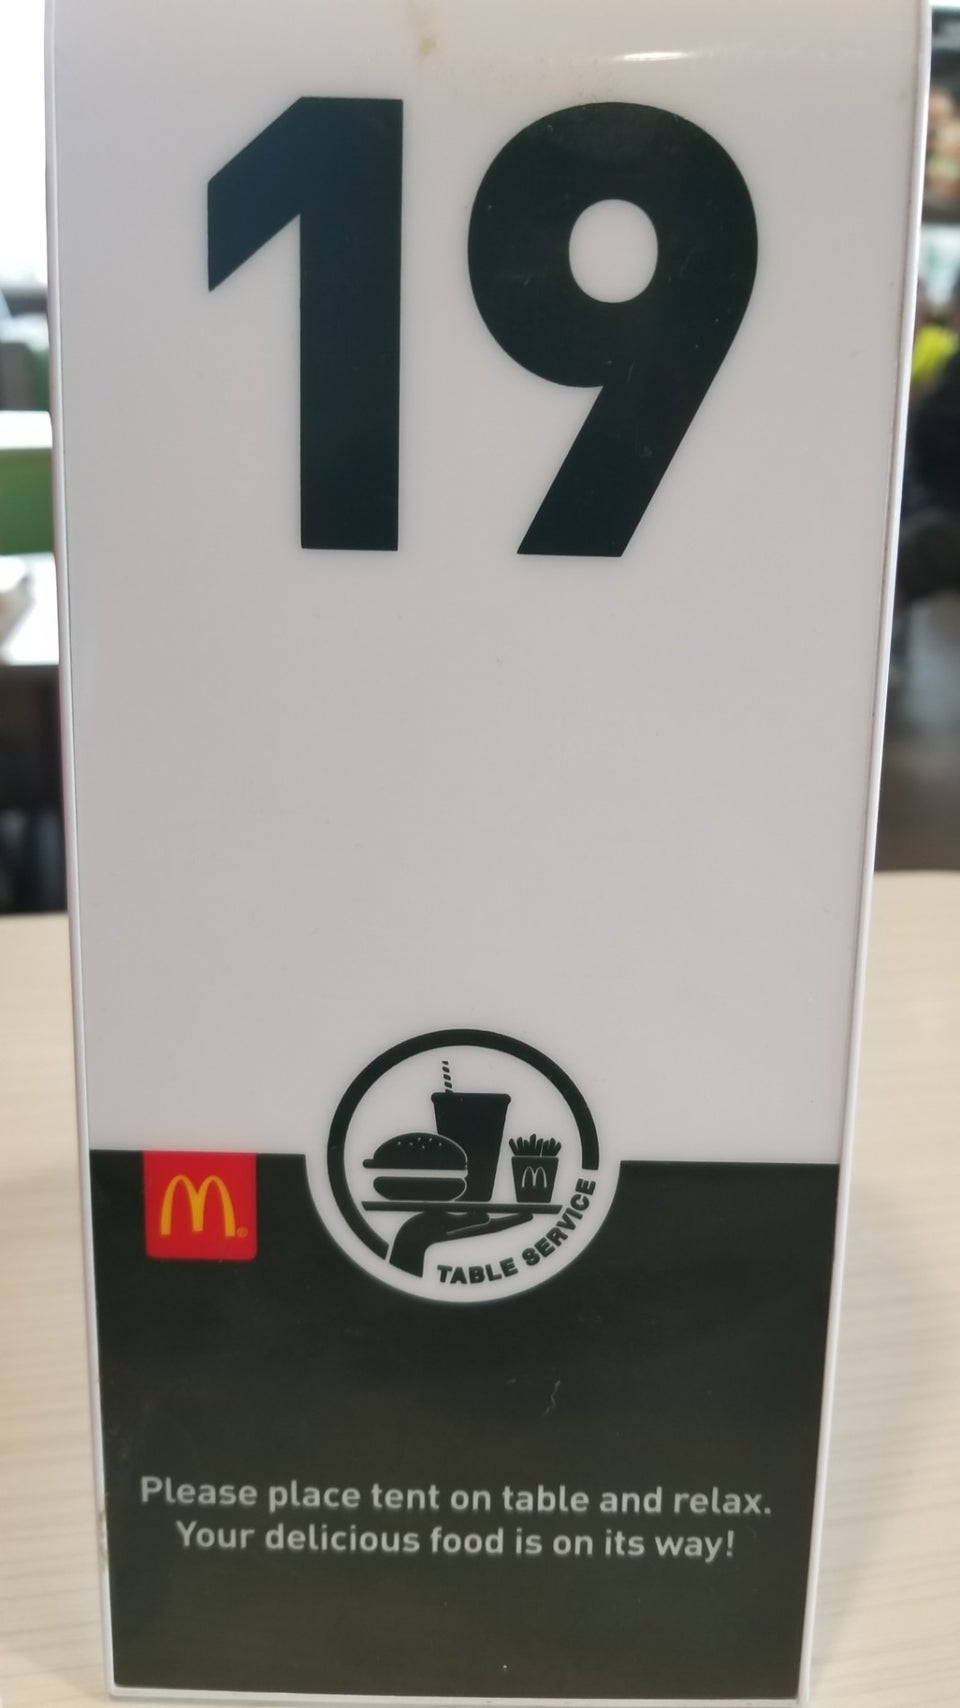 19
TABLE SERVICE
Please place tent on table and relax.
Your delicious food is on its way!